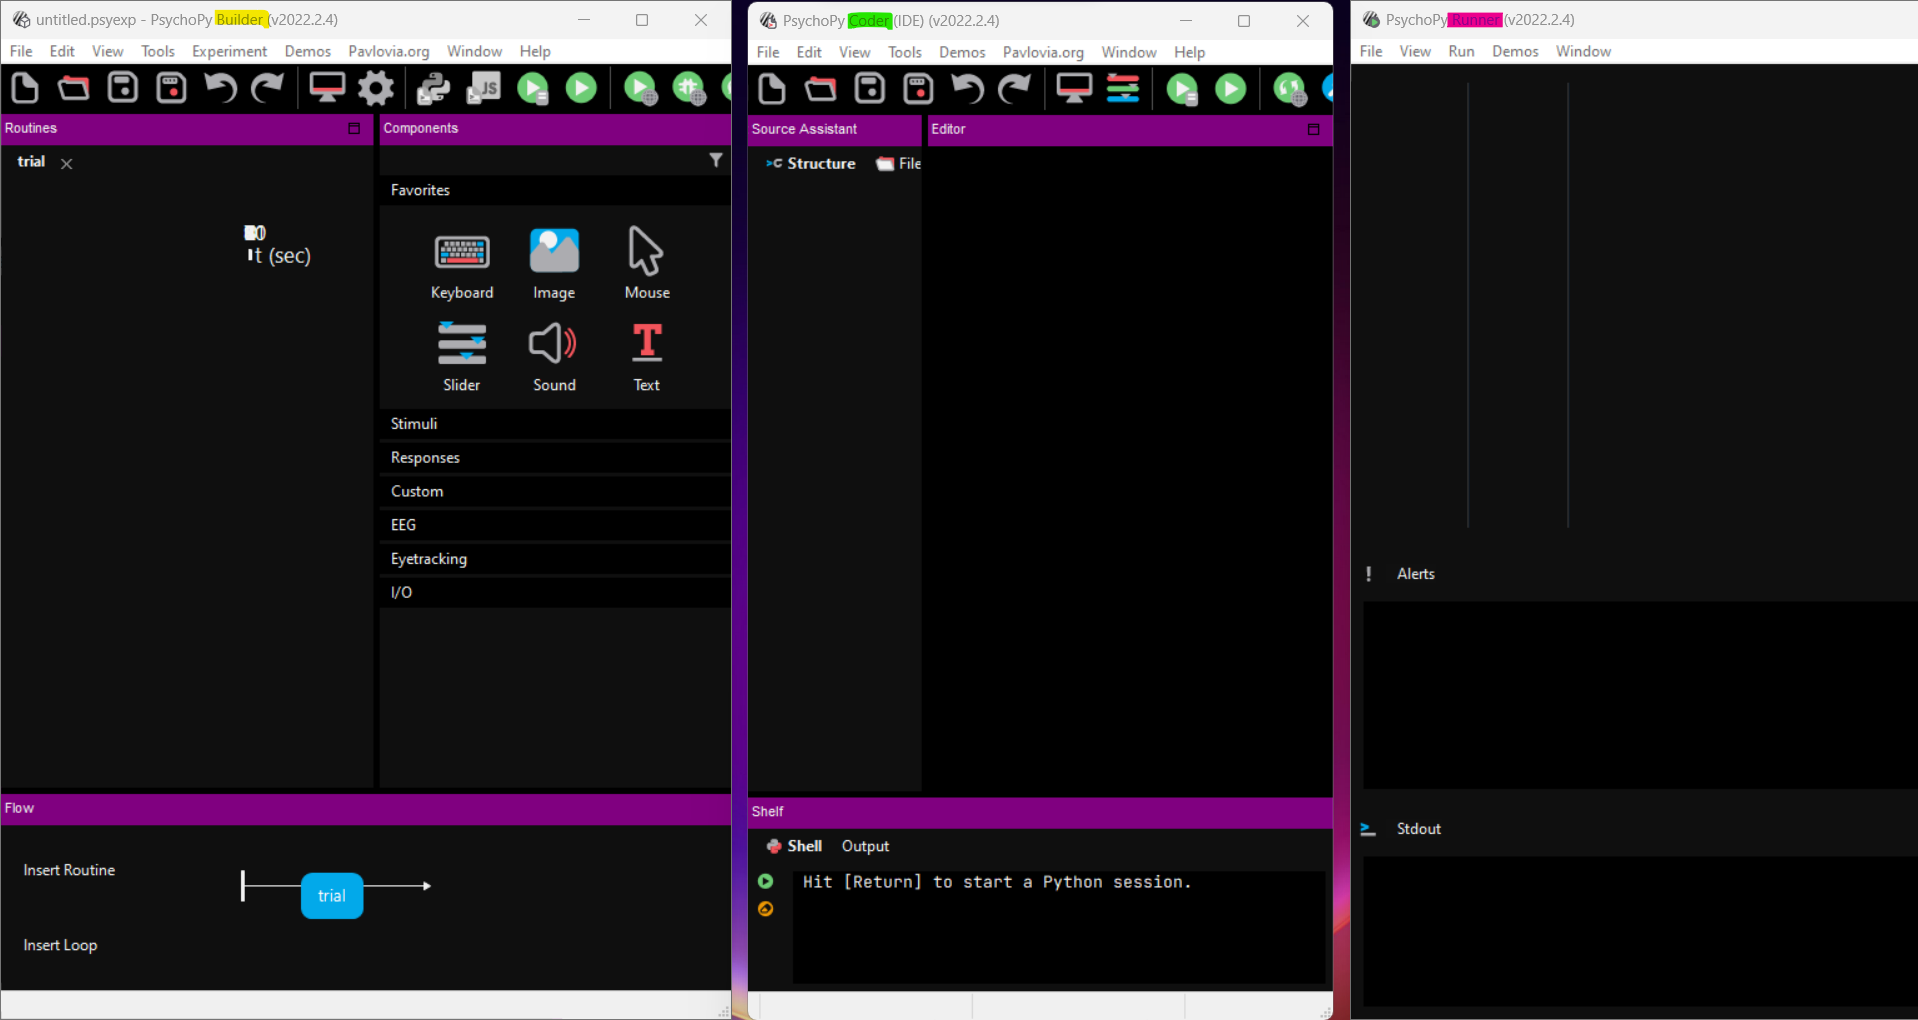 untitled.psyexp - PsychoPy Builder (v2022.2.4)
File Edit View Tools Experiment Demos Pavlovia.org Window Help
JS
Routines
trial
t (sec)
Components
Favorites
Keyboard Image Mouse
Slider Sound Text
Stimuli
Responses
Custom
EEG
Eyetracking
I/O
Flow
Insert Routine
trial
Insert Loop
PsychoPy Coder (IDE) (v2022.2.4)
File Edit View Tools Demos Pavlovia.org Window Help
Source Assistant
Structure File
Editor
Shelf
Shell Output
Hit [Return] to start a Python session.
PsychoPy Runner (v2022.2.4)
File View Run Demos Window
! Alerts
Stdout